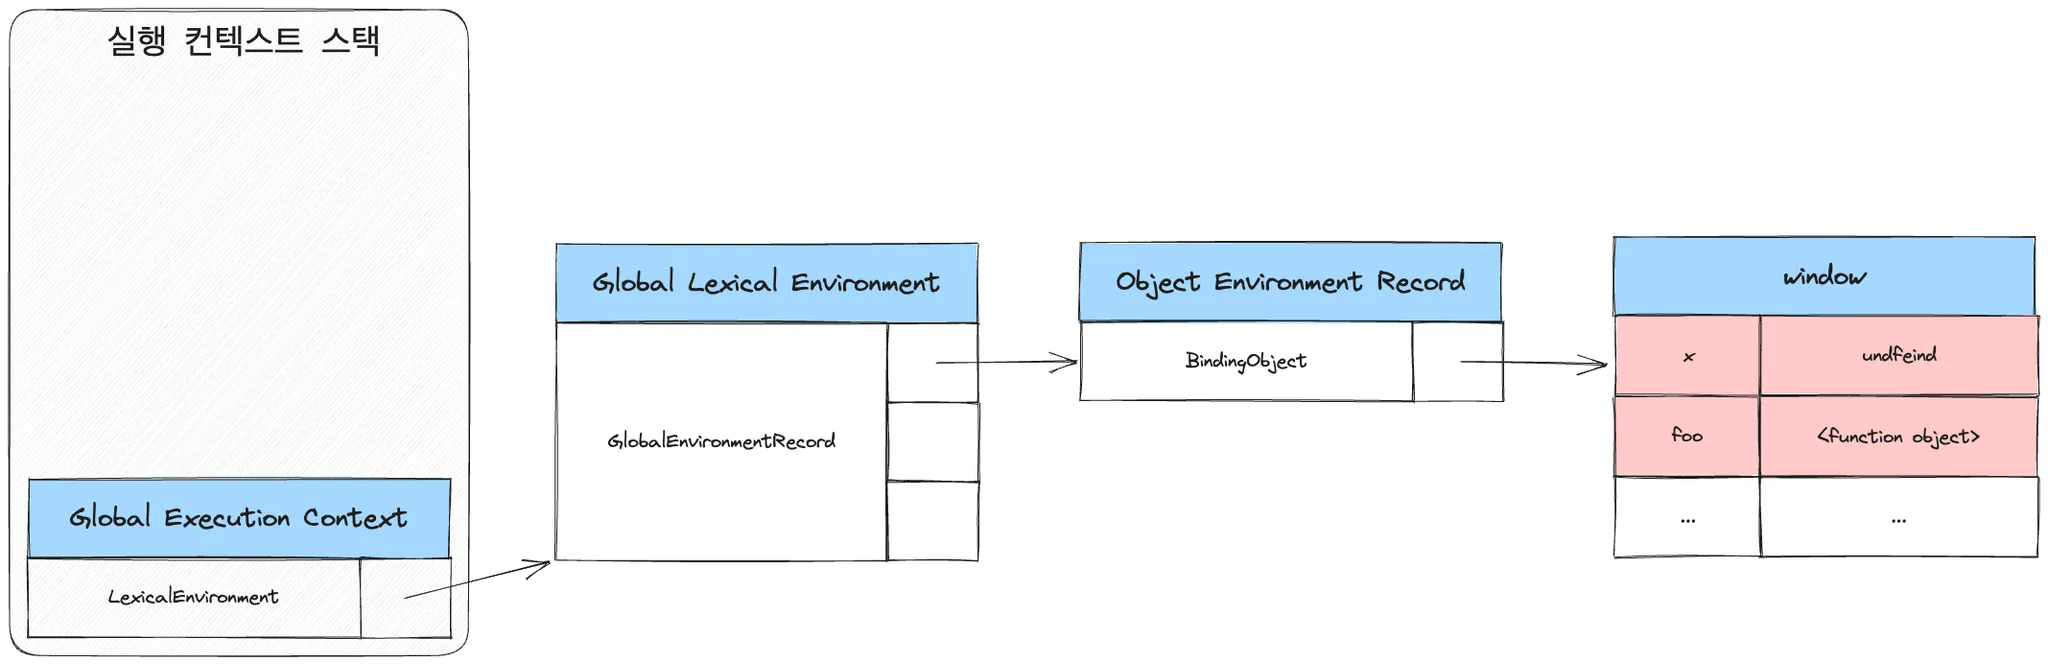 실행 컨텍스트 스택
Global Execution Context
LexicalEnvironment
Global Lexical Environment
GlobalEnvironmentRecord
Object Environment Record
BindingObject
window
x undfeind
foo <function object>
... ...